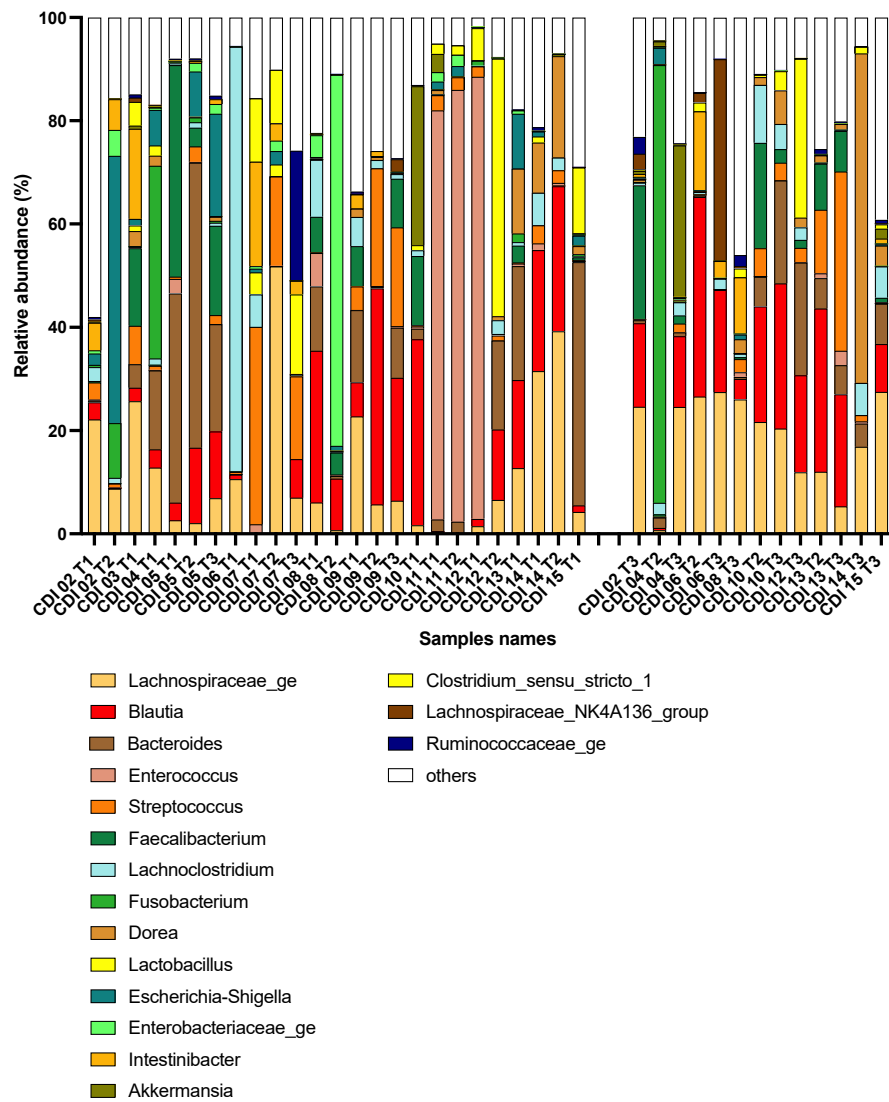 Relative abundance (%)
100
80
60
40
20
0
CDI 02 T1
CDI 02 T2
CDI 03 T1
CDI 04 T1
CDI 05 T1
CDI 05 T2
CDI 05 T3
CDI 06 T1
CDI 07 T1
CDI 07 T2
CDI 07 T3
CDI 08 T1
CDI 08 T2
CDI 09 T1
CDI 09 T2
CDI 09 T3
CDI 10 T1
CDI 11 T1
CDI 11 T2
CDI 12 T1
CDI 12 T2
CDI 13 T1
CDI 14 T1
CDI 14 T2
CDI 15 T1
CDI 02 T3
CDI 04 T2
CDI 04 T3
CDI 06 T2
CDI 06 T3
CDI 08 T3
CDI 10 T2
CDI 10 T3
CDI 12 T3
CDI 13 T2
CDI 13 T3
CDI 14 T3
CDI 15 T3
Samples names
Lachnospiraceae_ge
Blautia
Bacteroides
Enterococcus
Streptococcus
Faecalibacterium
Lachnoclostridium
Fusobacterium
Dorea
Lactobacillus
Escherichia-Shigella
Enterobacteriaceae_ge
Intestinibacter
Akkermansia
Clostridium_sensu_stricto_1
Lachnospiraceae_NK4A136_group
Ruminococcaceae_ge
others